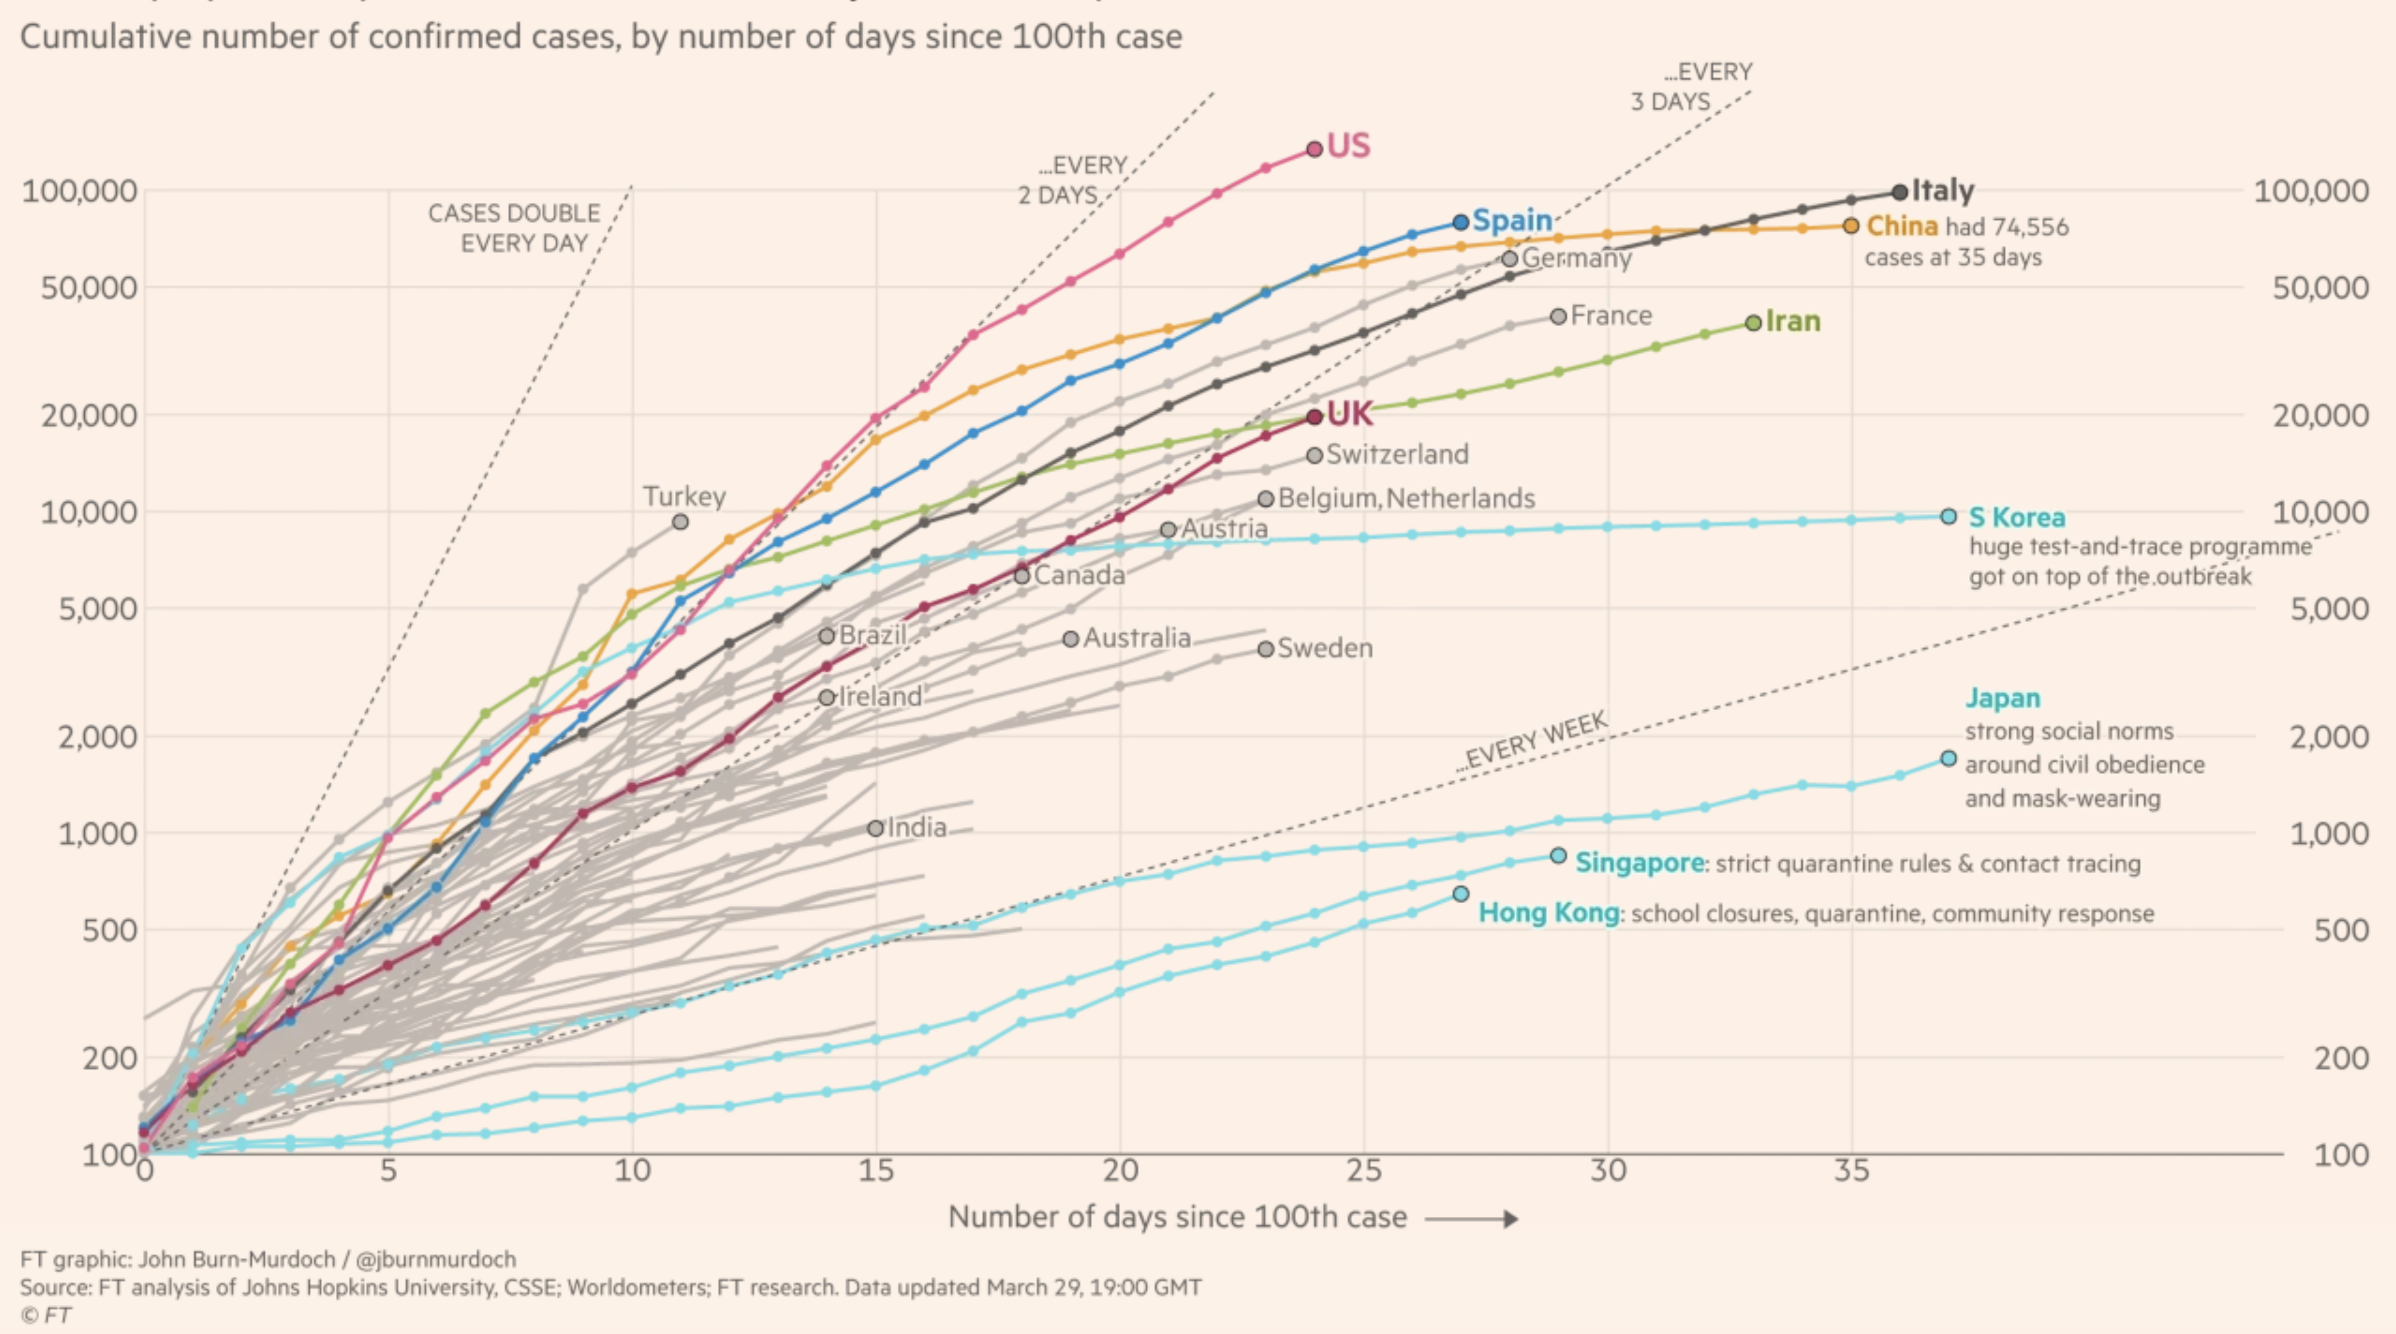 Cumulative number of confirmed cases, by number of days since 100th case
...EVERY
3 DAYS
...EVERY
2 DAYS
US
100,000
CASES DOUBLE
EVERY DAY
Spain
Italy
100,000
China had 74,556
cases at 35 days
Germany
50,000
50,000
France
Iran
20,000
UK
20,000
Switzerland
Turkey
Belgium, Netherlands
10,000
Austria
S Korea
10,000
huge test-and-trace programme
got on top of the outbreak
Canada
5,000
5,000
Brazil
Australia
Sweden
Ireland
Japan
strong social norms
around civil obedience
and mask-wearing
2,000
...EVERY WEEK
2,000
1,000
India
1,000
Singapore: strict quarantine rules & contact tracing
Hong Kong: school closures, quarantine, community response
500
500
200
200
100
100
0 5 10 15 20 25 30 35
Number of days since 100th case
FT graphic: John Burn-Murdoch / @jburnmurdoch
Source: FT analysis of Johns Hopkins University, CSSE; Worldometers; FT research. Data updated March 29, 19:00 GMT
© FT